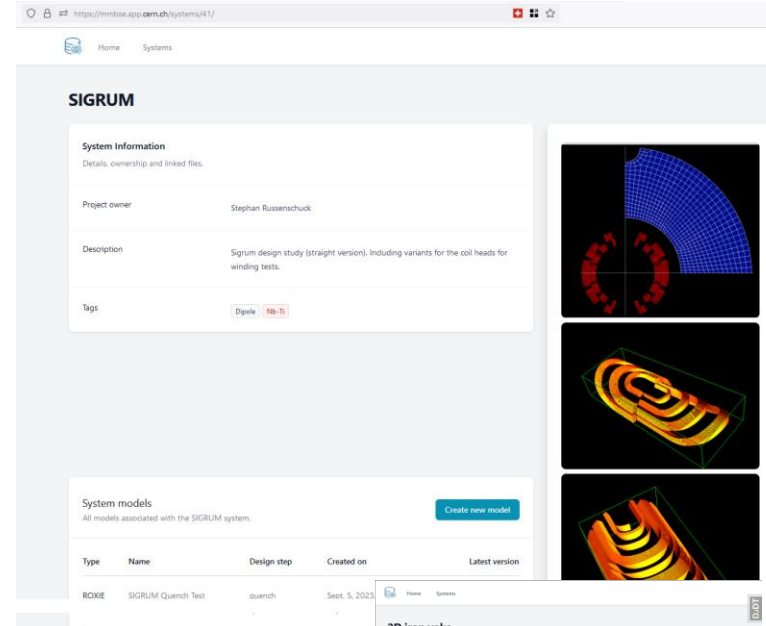 https://mmbse.app.cern.ch/systems/41/
Home Systems
SIGRUM
System Information
Details, ownership and linked files.
Project owner Stephan Russenschuck
Description Sigrum design study (straight version). Including variants for the coil heads for
winding tests.
Tags Dipole Nb-Ti
System models
All models associated with the SIGRUM system.
Create new model
Type Name Design step Created on Latest version
ROXIE SIGRUM Quench Test quench Sept. 5, 2023
Home Systems
DJDT